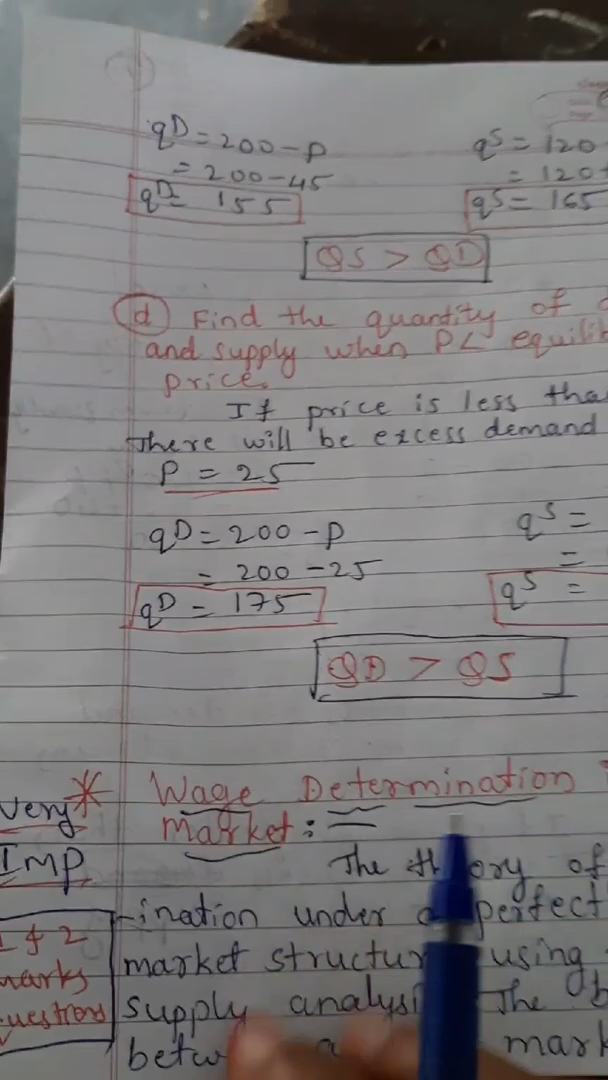 qD = 200 - P qS = 120
= 200 - 45 = 120
qD = 155 qS = 165
QS > QD
d Find the quantity of
and supply when P< equilib
price.
If price is less tha
there will be excess demand
P = 25
qD = 200 - P qS =
= 200 - 25 =
qD = 175 qS =
QD > QS
Very * Wage Determination
market :
Imp The theory of
-ination under a perfect
1 & 2 market structur using
marks
questions supply analysi The b
betw mark